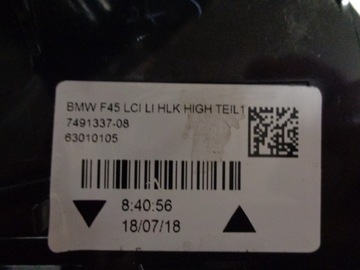 BMW F45 LCI LI HLK HIGH TEIL1
7491337-08
63010105
8:40:56
18/07/18